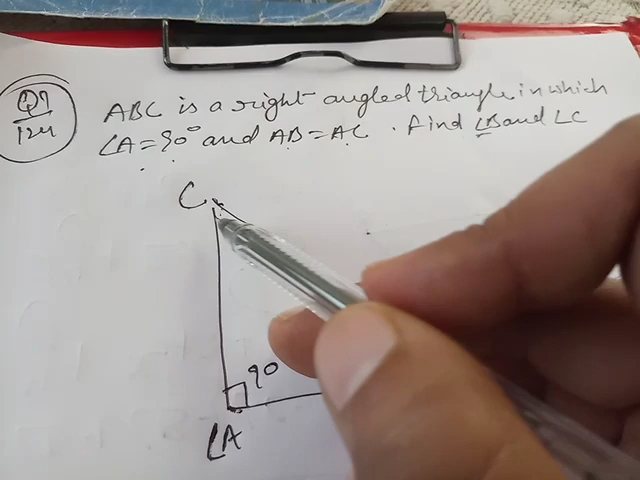 Q7
124
ABC is a right angled triangle in which
∠A = 90° and AB = AC . Find ∠B and ∠C
C
90
∠A